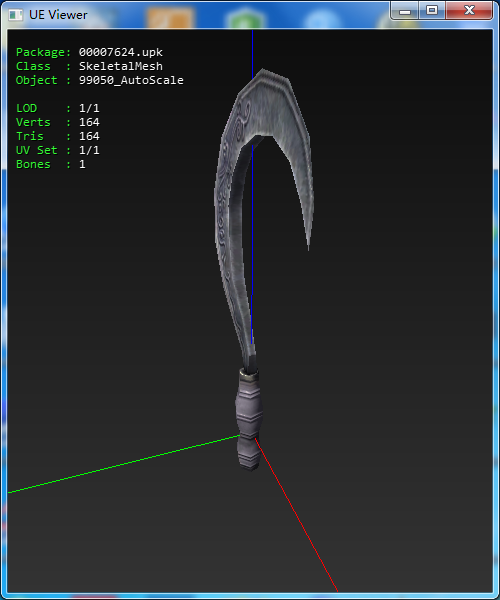 UE Viewer
Package: 00007624.upk
Class : SkeletalMesh
Object : 99050_AutoScale
LOD : 1/1
Verts : 164
Tris : 164
UV Set : 1/1
Bones : 1